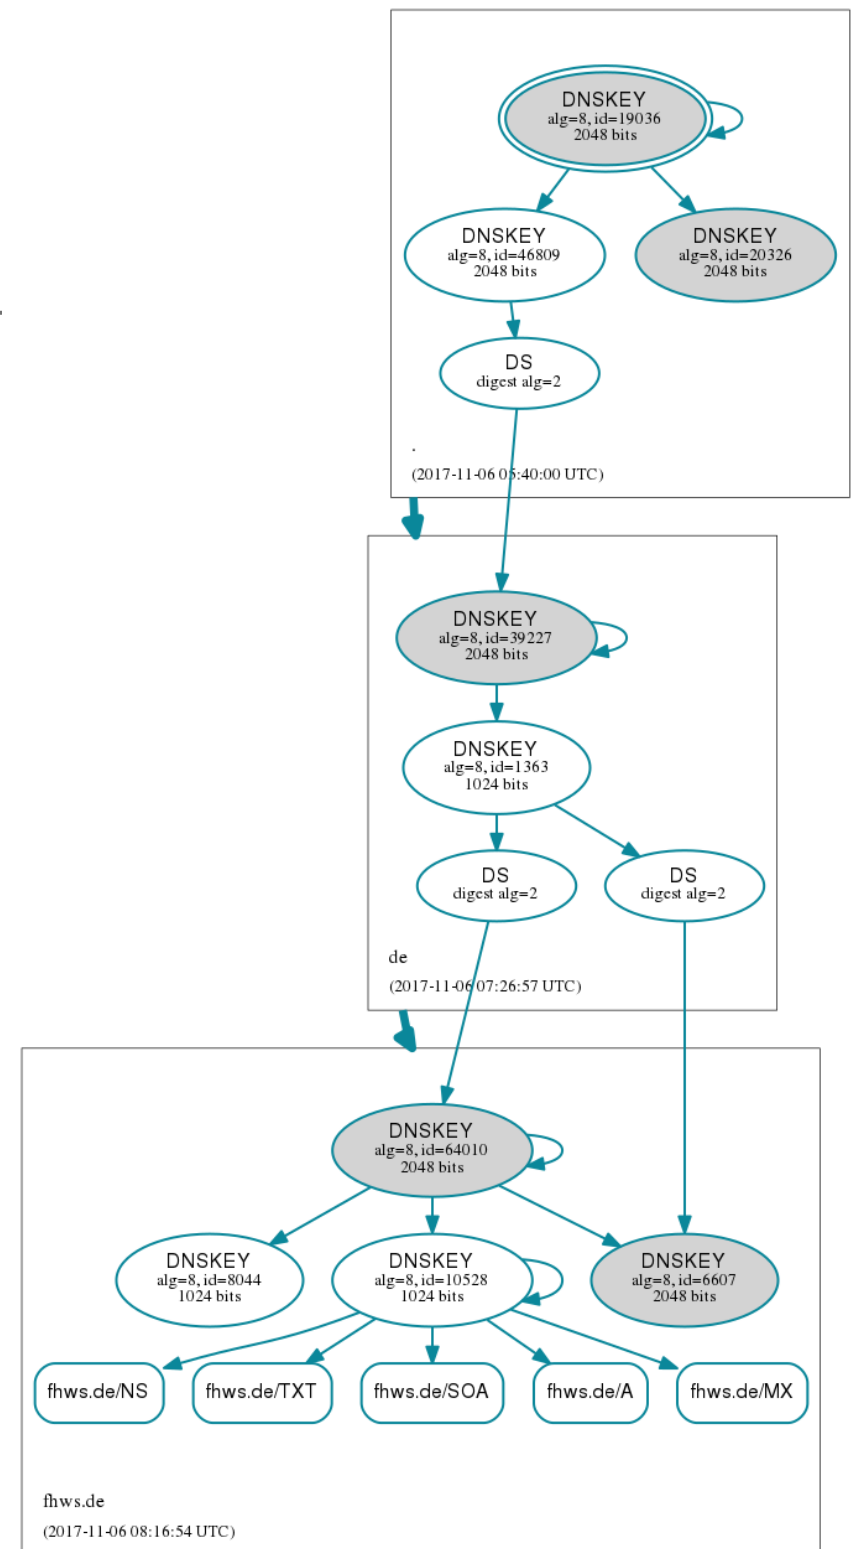 DNSKEY
alg=8, id=19036
2048 bits
DNSKEY
alg=8, id=46809
2048 bits
DNSKEY
alg=8, id=20326
2048 bits
DS
digest alg=2
.
(2017-11-06 05:40:00 UTC)
DNSKEY
alg=8, id=39227
2048 bits
DNSKEY
alg=8, id=1363
1024 bits
DS
digest alg=2
DS
digest alg=2
de
(2017-11-06 07:26:57 UTC)
DNSKEY
alg=8, id=64010
2048 bits
DNSKEY
alg=8, id=8044
1024 bits
DNSKEY
alg=8, id=10528
1024 bits
DNSKEY
alg=8, id=6607
2048 bits
fhws.de/NS
fhws.de/TXT
fhws.de/SOA
fhws.de/A
fhws.de/MX
fhws.de
(2017-11-06 08:16:54 UTC)